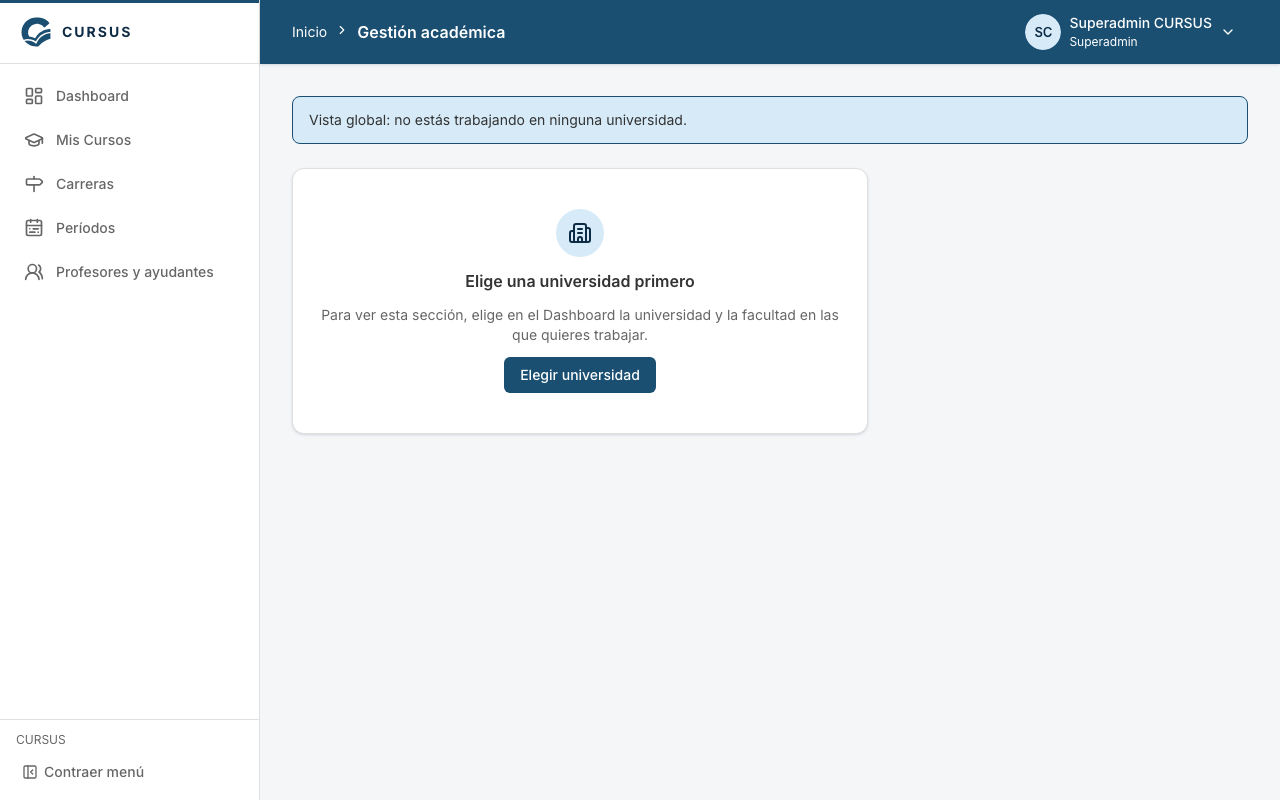 CURSUS
Inicio
Gestión académica
SC
Superadmin CURSUS
Superadmin
Dashboard
Mis Cursos
Carreras
Períodos
Profesores y ayudantes
Vista global: no estás trabajando en ninguna universidad.
Elige una universidad primero
Para ver esta sección, elige en el Dashboard la universidad y la facultad en las
que quieres trabajar.
Elegir universidad
CURSUS
Contraer menú